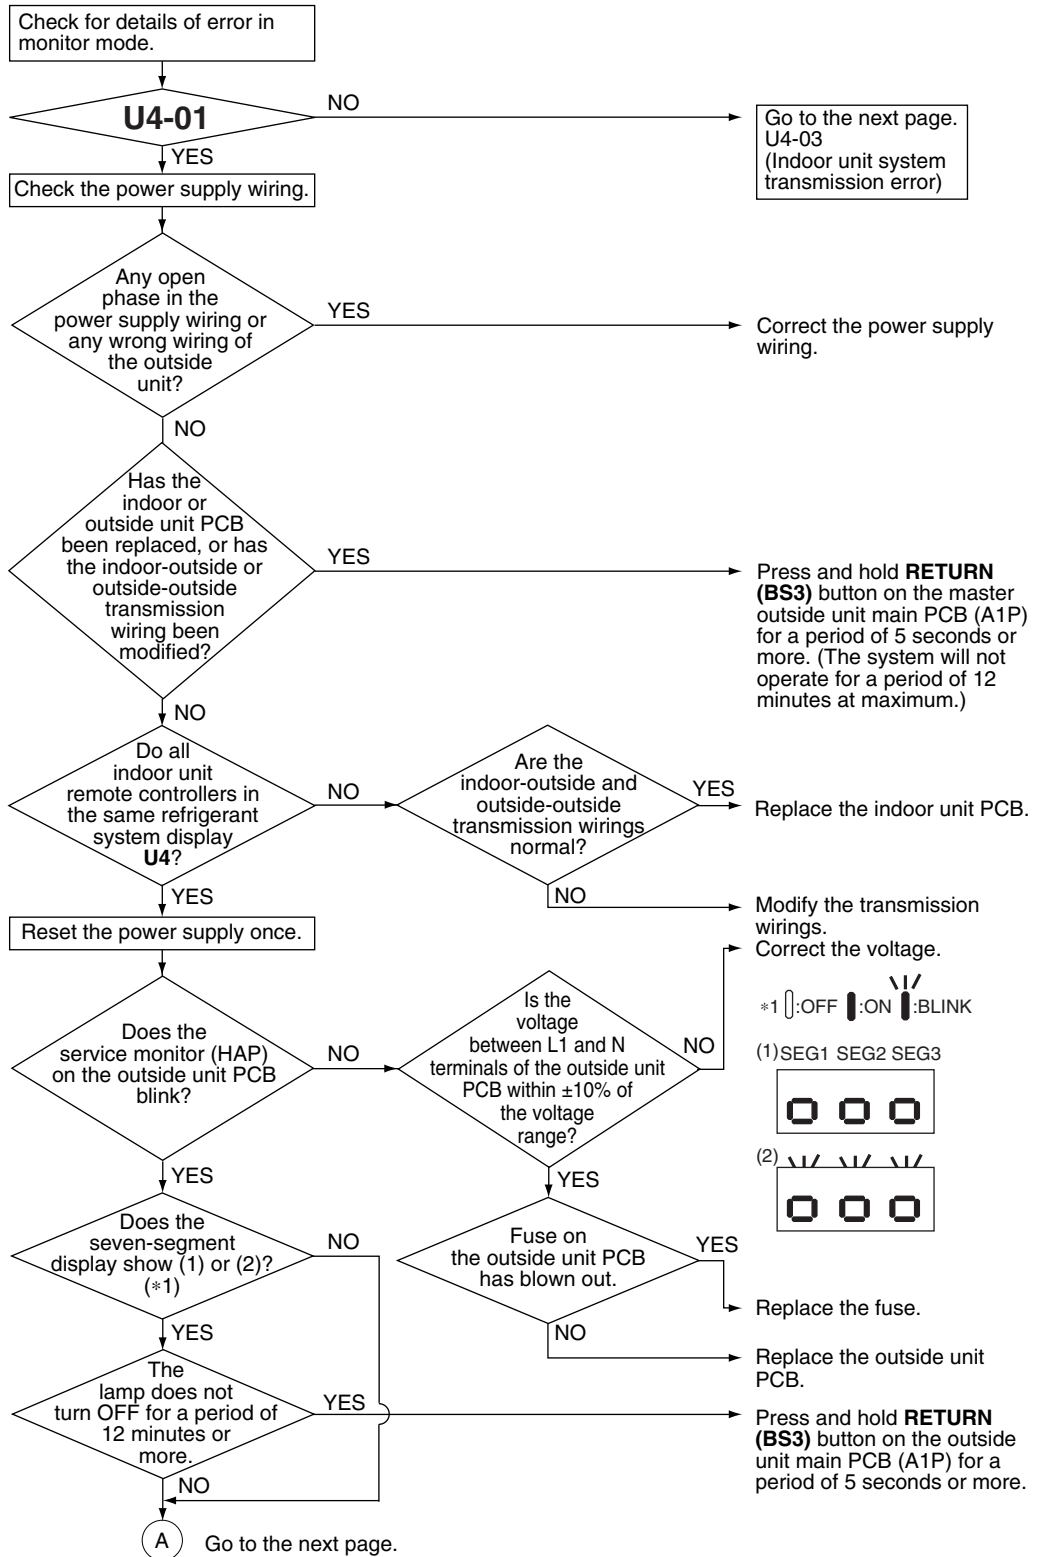 Check for details of error in
monitor mode.
U4-01
NO
Go to the next page.
U4-03
(Indoor unit system
transmission error)
YES
Check the power supply wiring.
Any open
phase in the
power supply wiring or
any wrong wiring of
the outside
unit?
YES
Correct the power supply
wiring.
NO
Has the
indoor or
outside unit PCB
been replaced, or has
the indoor-outside or
outside-outside
transmission
wiring been
modified?
YES
Press and hold RETURN
(BS3) button on the master
outside unit main PCB (A1P)
for a period of 5 seconds or
more. (The system will not
operate for a period of 12
minutes at maximum.)
NO
Do all
indoor unit
remote controllers in
the same refrigerant
system display
U4?
NO
Are the
indoor-outside and
outside-outside
transmission wirings
normal?
YES
Replace the indoor unit PCB.
NO
Modify the transmission
wirings.
YES
Reset the power supply once.
Does the
service monitor (HAP)
on the outside unit PCB
blink?
NO
Is the
voltage
between L1 and N
terminals of the outside unit
PCB within ±10% of
the voltage
range?
NO
Correct the voltage.
*1 :OFF :ON :BLINK
(1) SEG1 SEG2 SEG3
(2)
YES
YES
Does the
seven-segment
display show (1) or (2)?
(*1)
NO
Fuse on
the outside unit PCB
has blown out.
YES
Replace the fuse.
NO
Replace the outside unit
PCB.
YES
The
lamp does not
turn OFF for a period of
12 minutes or
more.
YES
Press and hold RETURN
(BS3) button on the outside
unit main PCB (A1P) for a
period of 5 seconds or more.
NO
A
Go to the next page.